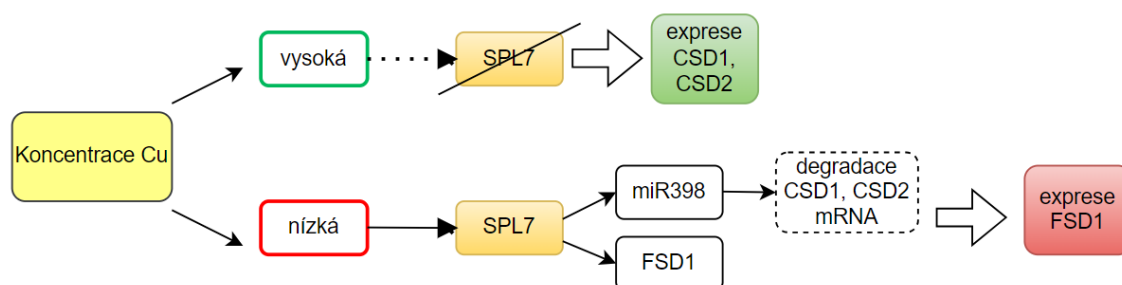 Koncentrace Cu
vysoká
SPL7
exprese
CSD1,
CSD2
nízká
SPL7
miR398
degradace
CSD1, CSD2
mRNA
FSD1
exprese
FSD1